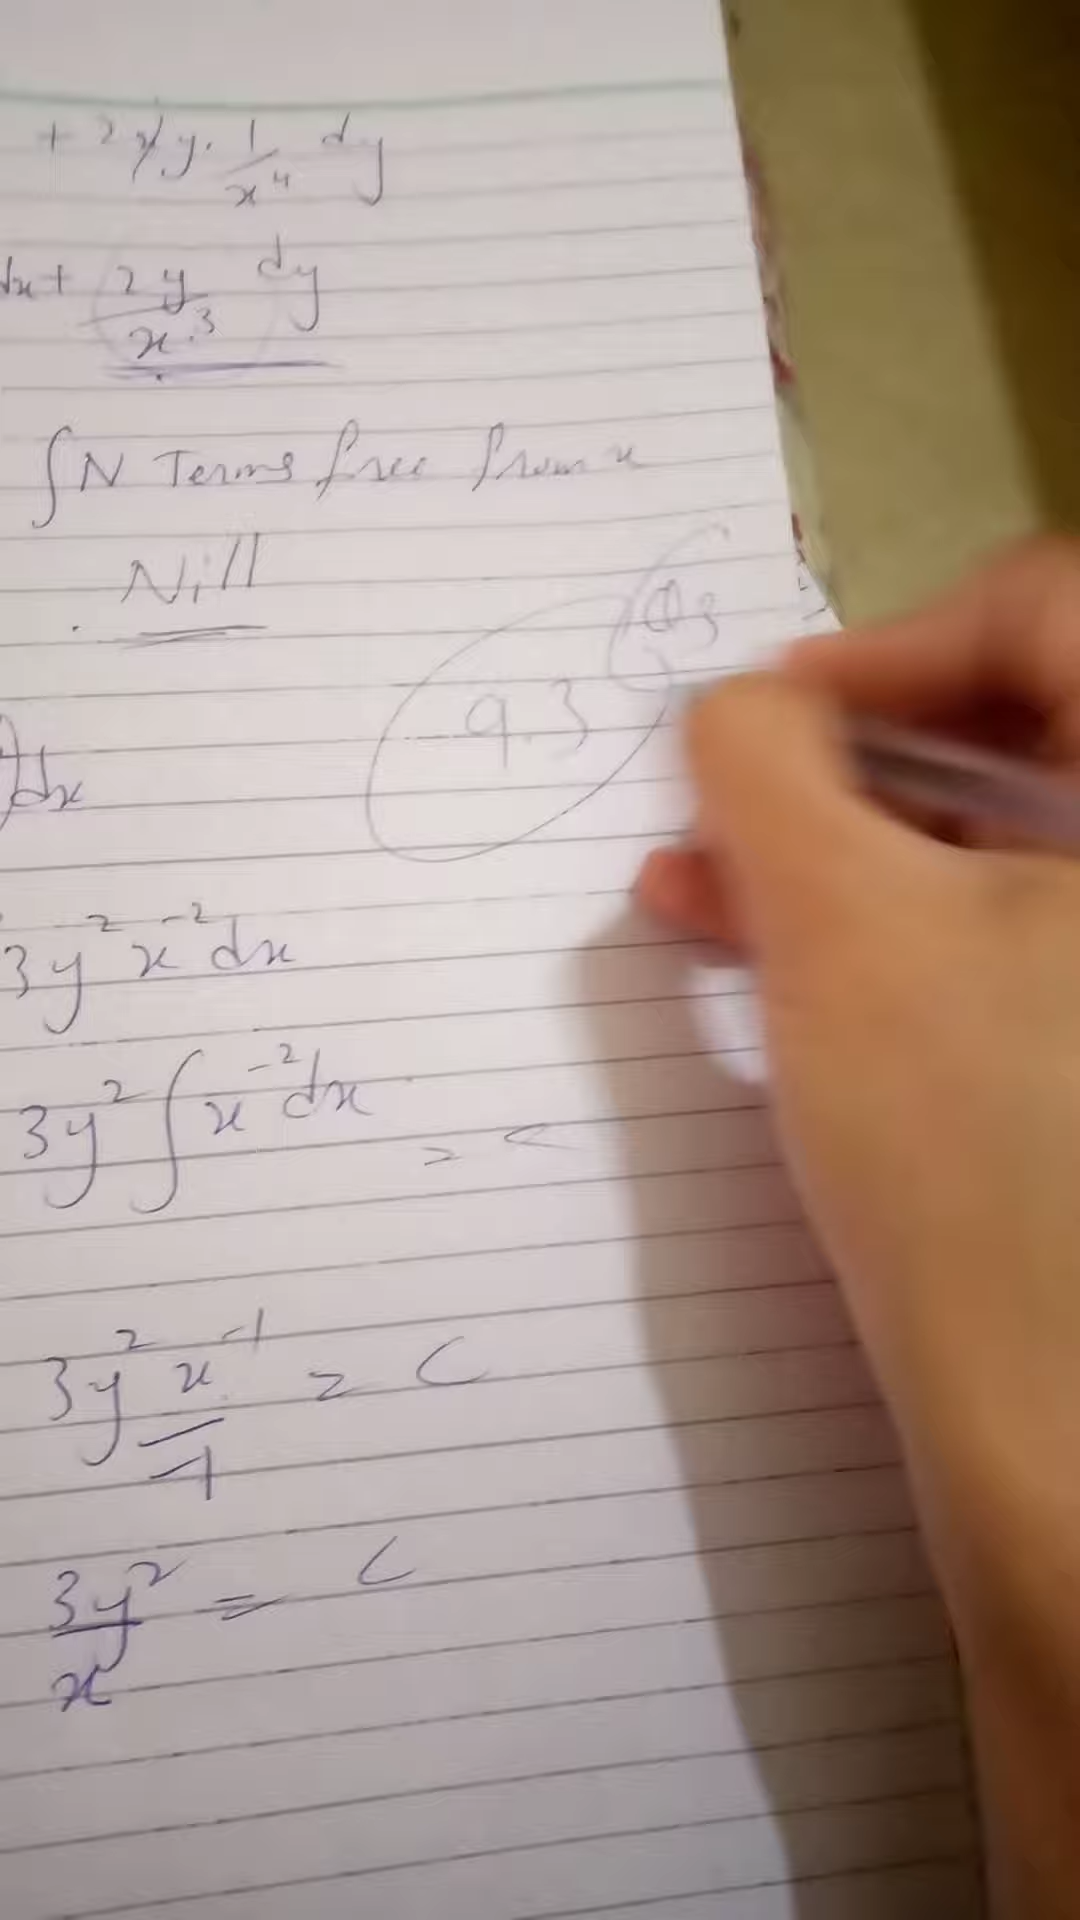 + 2xy. 1/x⁴ dy
dx + 2y/x³ dy
∫N Terms free from x
Nill
Q3
9.3
)dx
3y² x⁻² dx
3y² ∫x⁻² dx = c
3y² x⁻¹/-1 = C
3y²/x = C